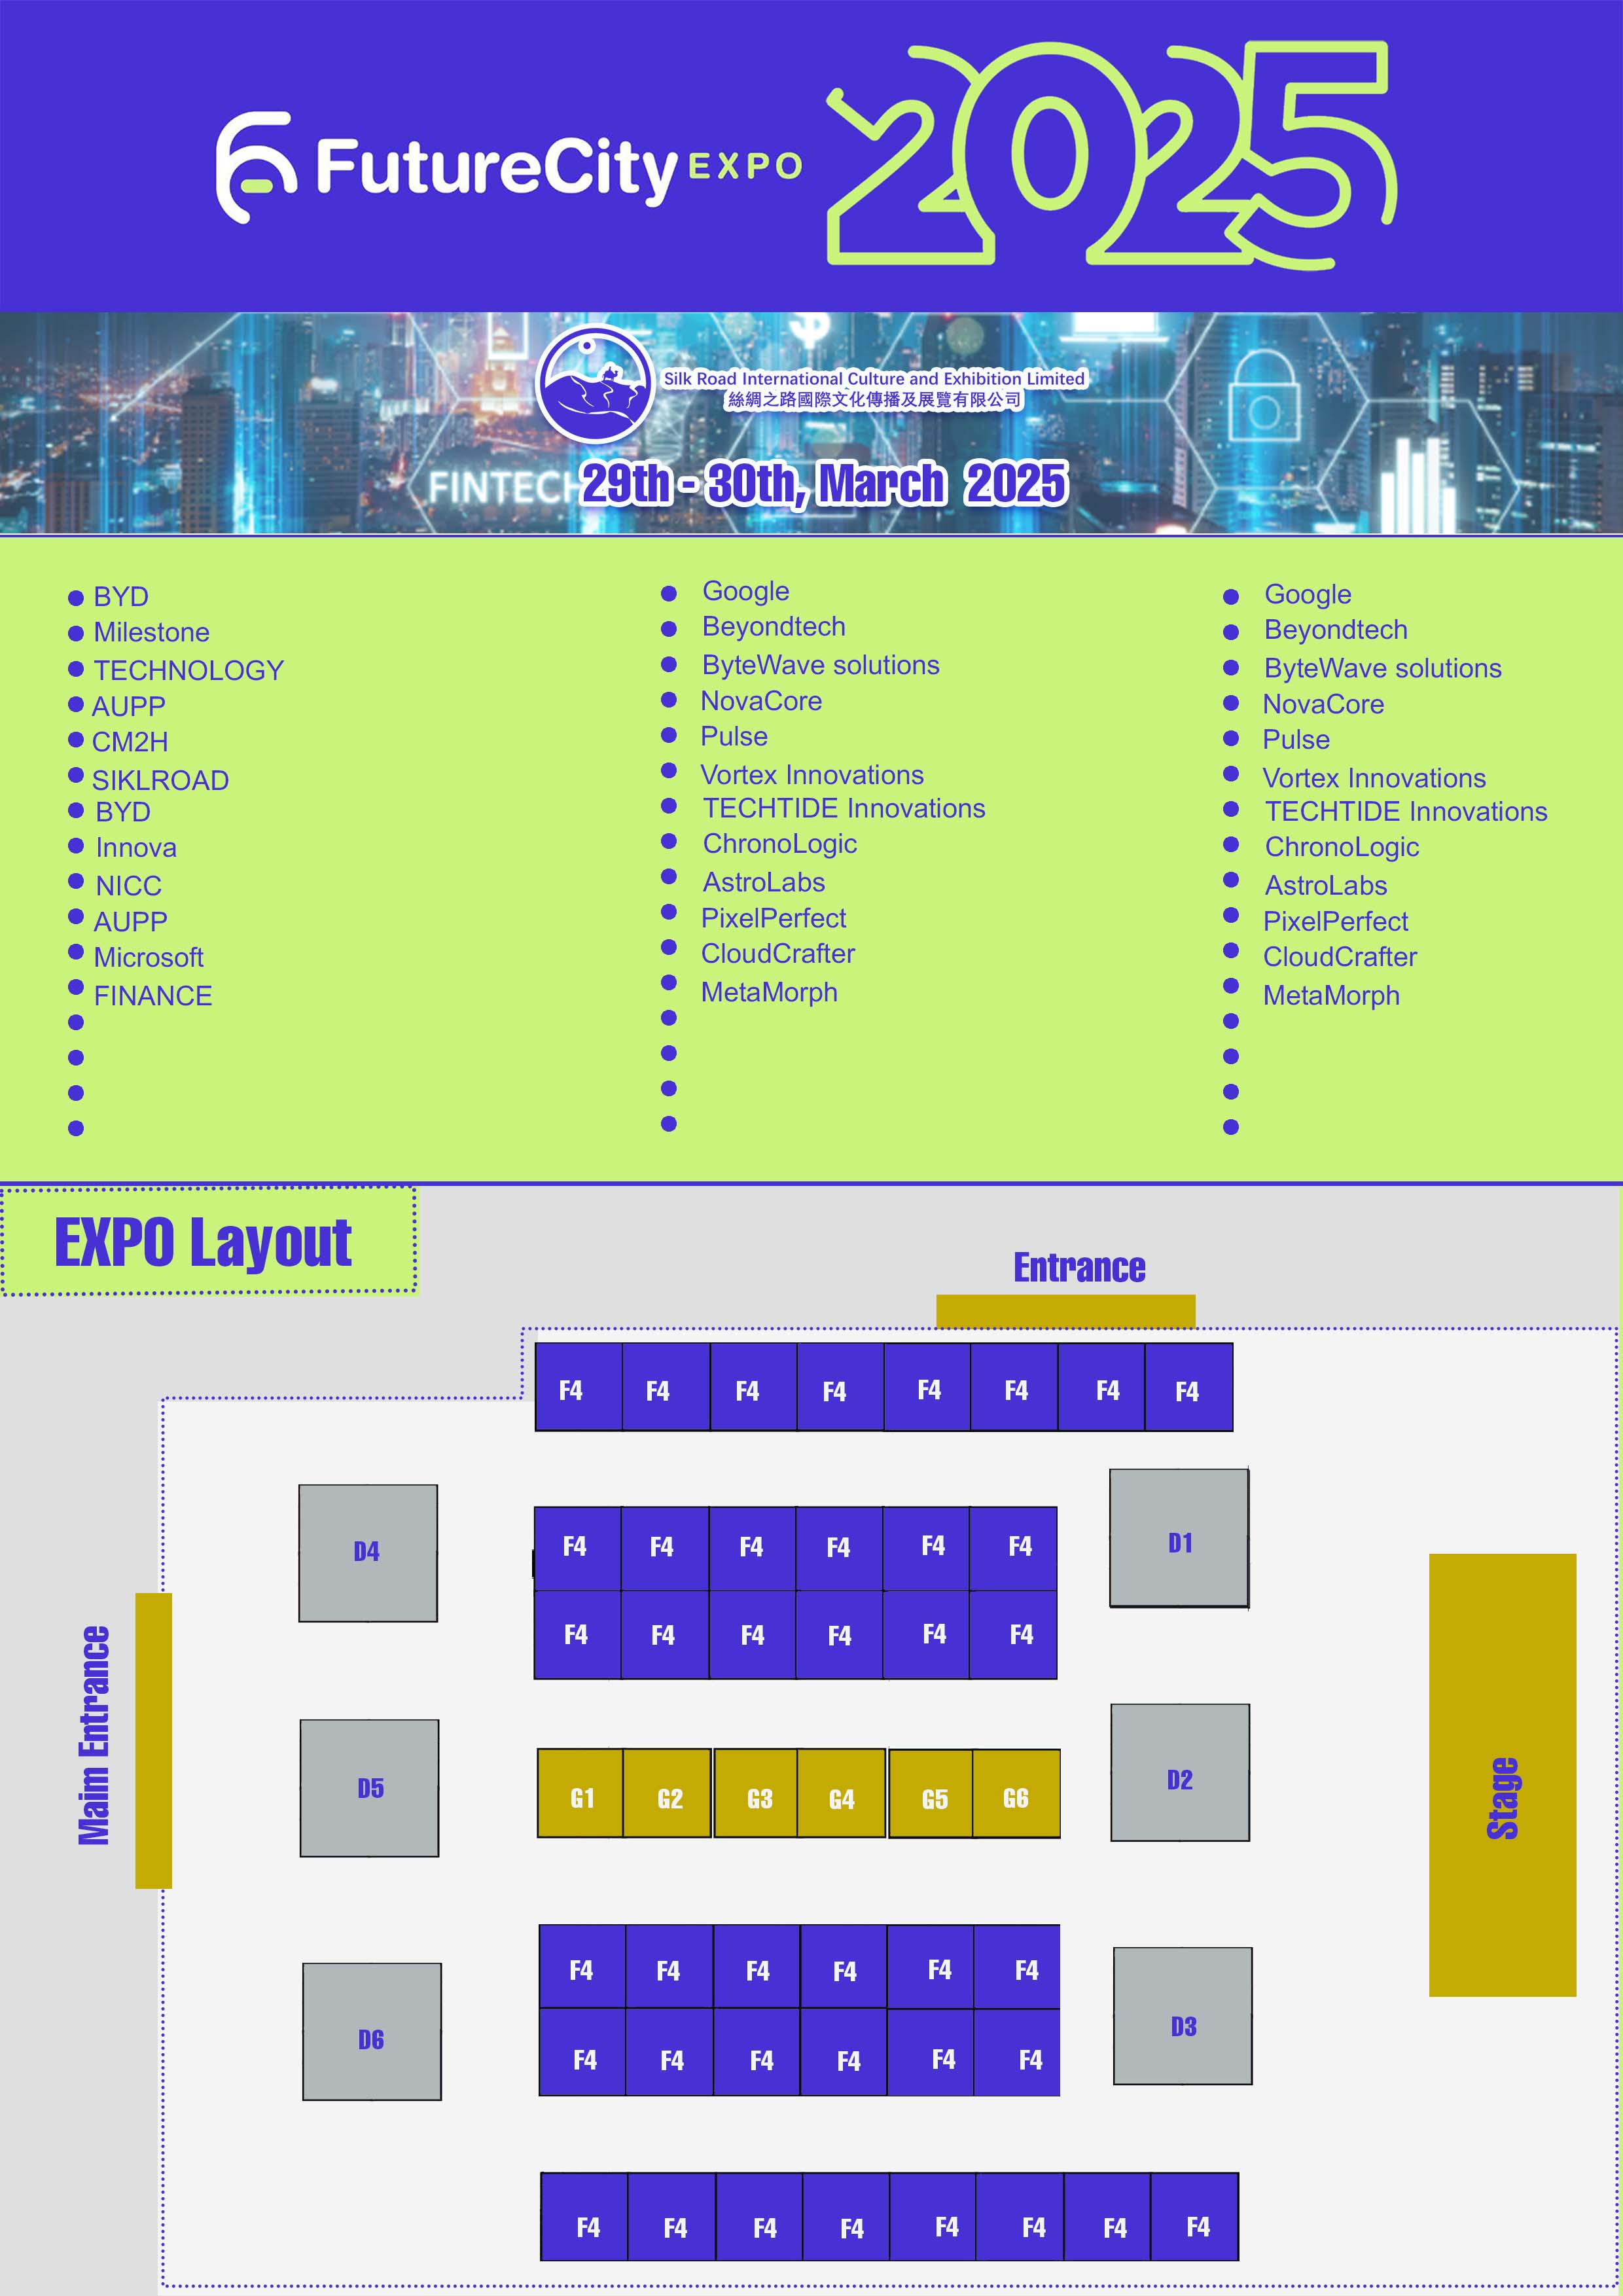 FutureCity EXPO 2025
Silk Road International Culture and Exhibition Limited
絲綢之路國際文化傳播及展覽有限公司
FINTECH
29th - 30th, March 2025
BYD
Milestone
TECHNOLOGY
AUPP
CM2H
SIKLROAD
BYD
Innova
NICC
AUPP
Microsoft
FINANCE
Google
Beyondtech
ByteWave solutions
NovaCore
Pulse
Vortex Innovations
TECHTIDE Innovations
ChronoLogic
AstroLabs
PixelPerfect
CloudCrafter
MetaMorph
Google
Beyondtech
ByteWave solutions
NovaCore
Pulse
Vortex Innovations
TECHTIDE Innovations
ChronoLogic
AstroLabs
PixelPerfect
CloudCrafter
MetaMorph
EXPO Layout
Entrance
F4 F4 F4 F4 F4 F4 F4 F4
D4
F4 F4 F4 F4 F4 F4
D1
F4 F4 F4 F4 F4 F4
Maim Entrance
D5
G1 G2 G3 G4 G5 G6
D2
Stage
F4 F4 F4 F4 F4 F4
D6
F4 F4 F4 F4 F4 F4
D3
F4 F4 F4 F4 F4 F4 F4 F4